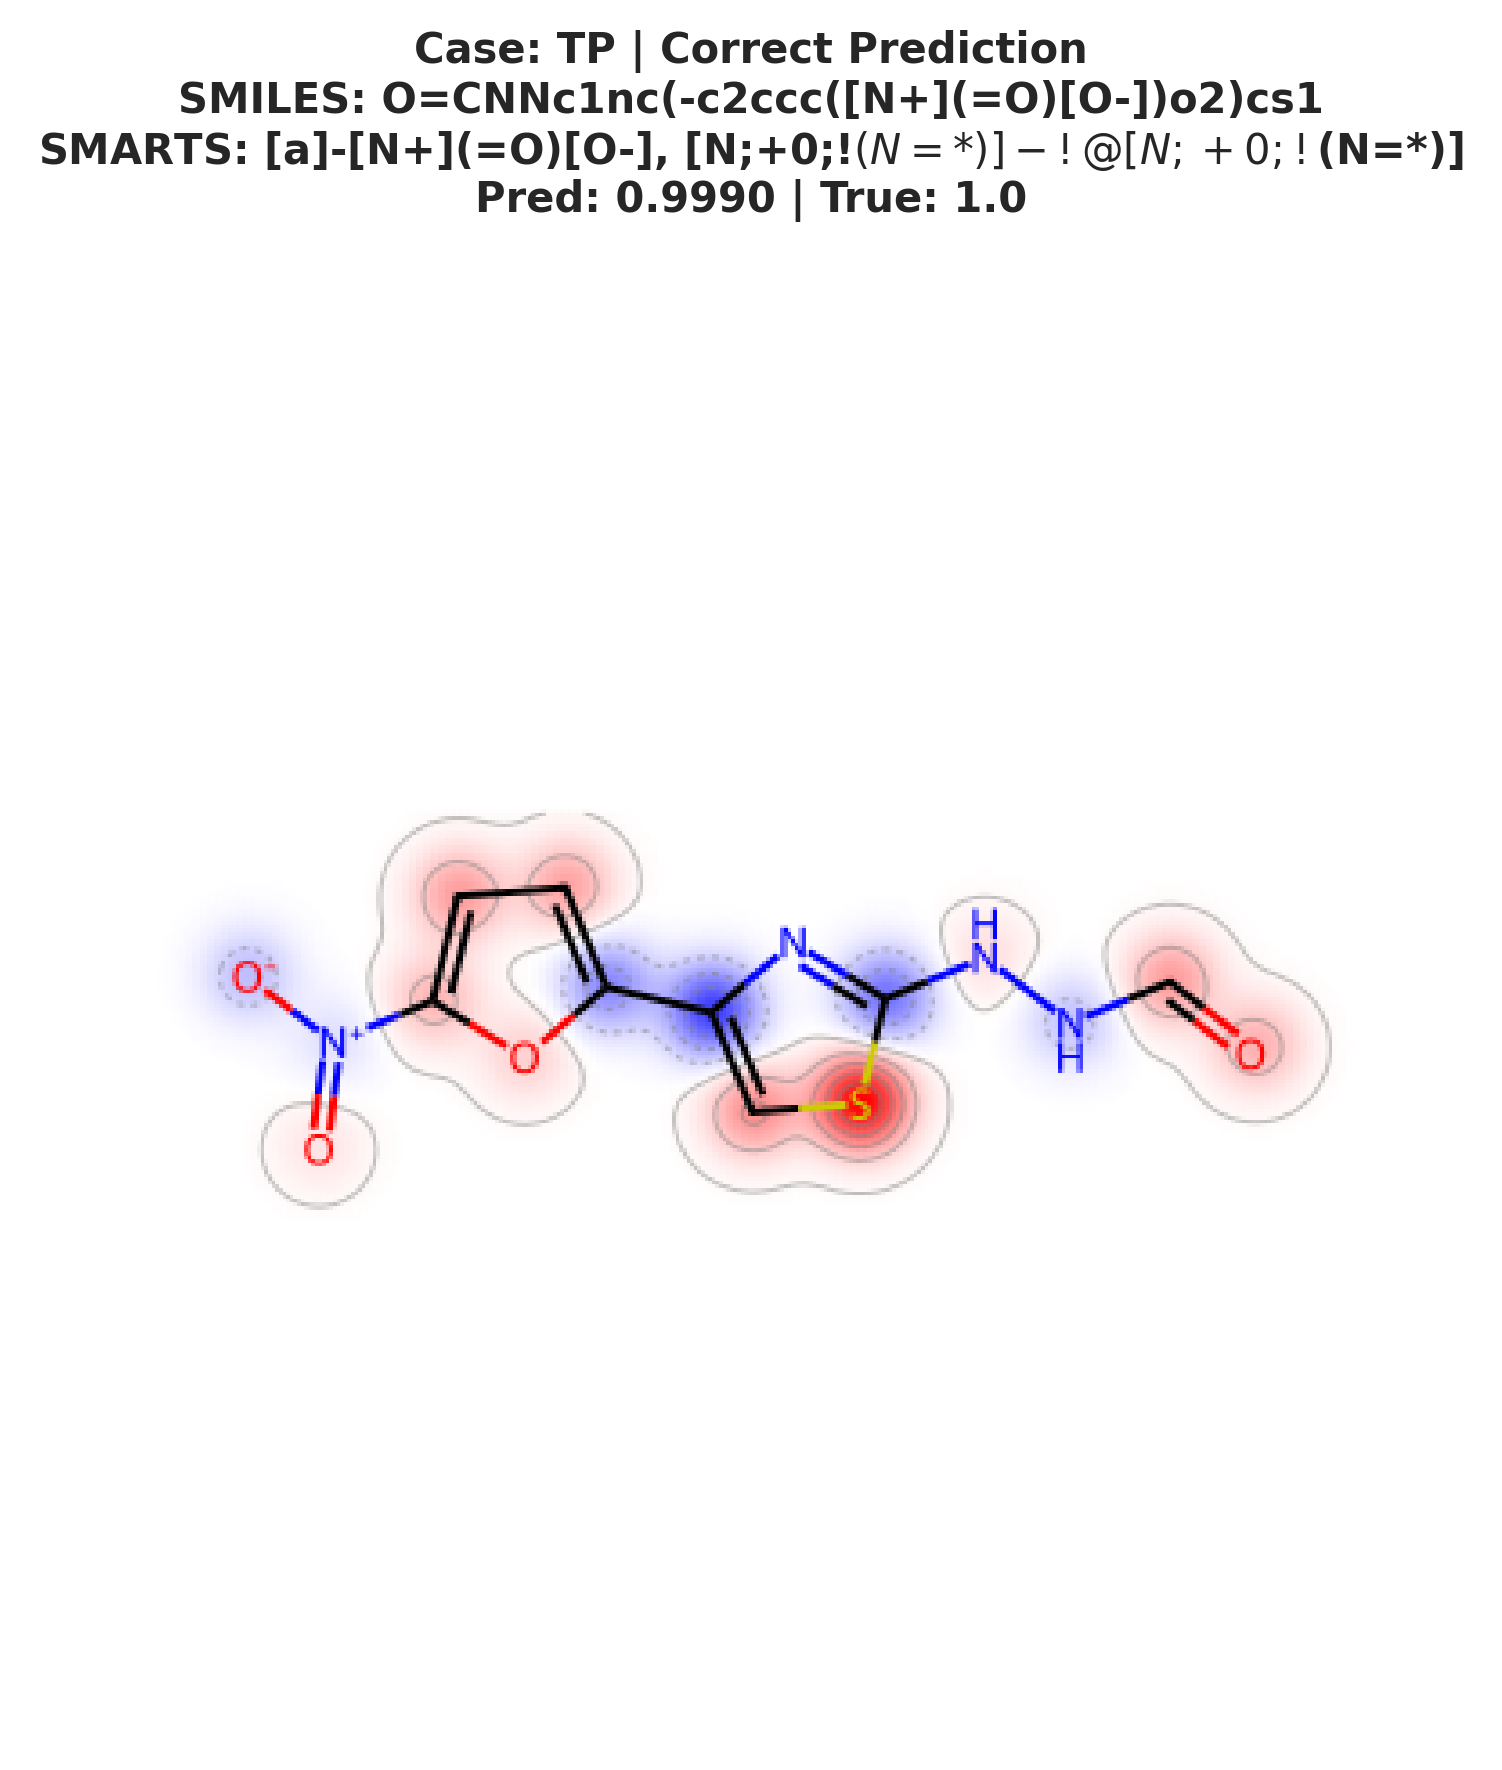 Case: TP | Correct Prediction
SMILES: O=CNNc1nc(-c2ccc([N+](=O)[O-])o2)cs1
SMARTS: [a]-[N+](=O)[O-], [N;+0;!(N = *)] − ! @[N; + 0; ! (N=*)]
Pred: 0.9990 | True: 1.0
H
N
N
O-
N+
N
H
O
O
S
O